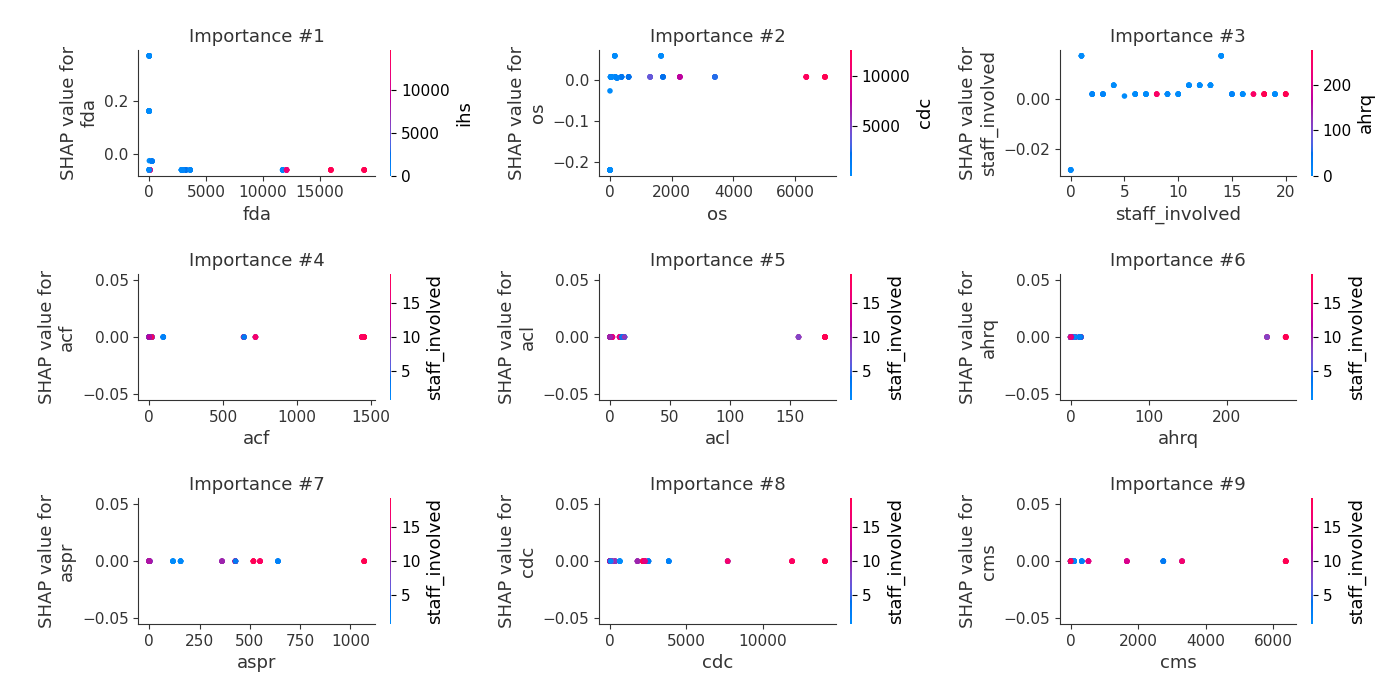 Importance #1
SHAP value for
fda
0.2
0.0
0
5000
10000
15000
fda
10000
5000
0
ihs
Importance #2
SHAP value for
os
0.0
−0.1
−0.2
0
2000
4000
6000
os
10000
5000
cdc
Importance #3
SHAP value for
staff_involved
0.00
−0.02
0
5
10
15
20
staff_involved
200
100
0
ahrq
Importance #4
SHAP value for
acf
0.05
0.00
−0.05
0
500
1000
1500
acf
15
10
5
staff_involved
Importance #5
SHAP value for
acl
0.05
0.00
−0.05
0
50
100
150
acl
15
10
5
staff_involved
Importance #6
SHAP value for
ahrq
0.05
0.00
−0.05
0
100
200
ahrq
15
10
5
staff_involved
Importance #7
SHAP value for
aspr
0.05
0.00
−0.05
0
250
500
750
1000
aspr
15
10
5
staff_involved
Importance #8
SHAP value for
cdc
0.05
0.00
−0.05
0
5000
10000
cdc
15
10
5
staff_involved
Importance #9
SHAP value for
cms
0.05
0.00
−0.05
0
2000
4000
6000
cms
15
10
5
staff_involved